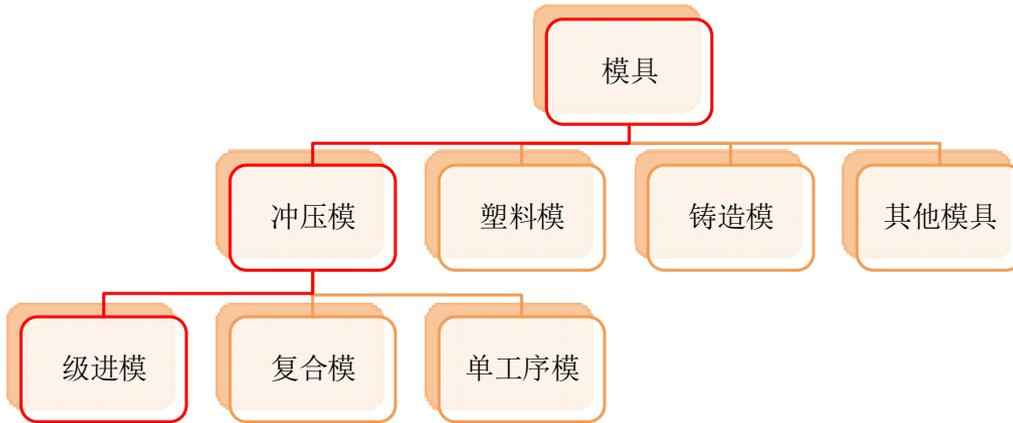 模具
冲压模
塑料模
铸造模
其他模具
级进模
复合模
单工序模